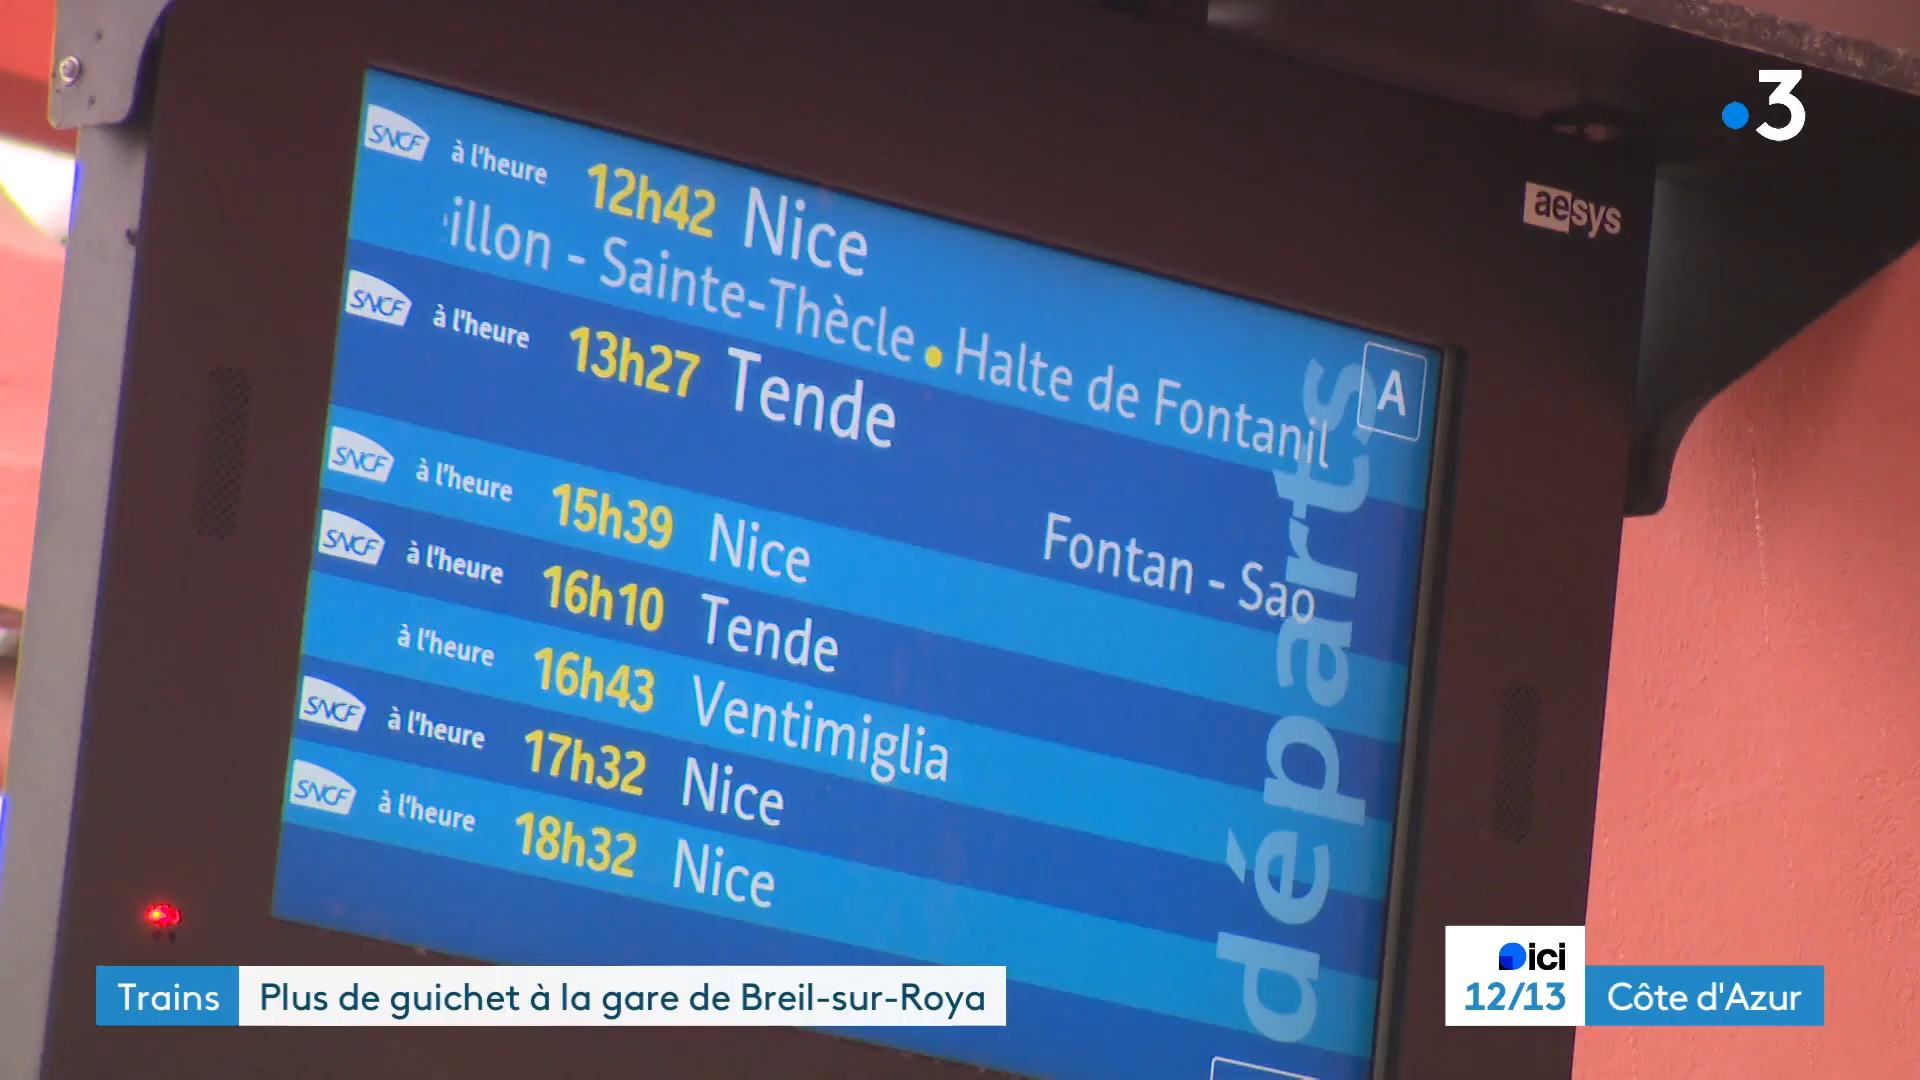 3
aesys
SNCF à l'heure 12h42 Nice
illon - Sainte-Thècle • Halte de Fontanil
A
SNCF à l'heure 13h27 Tende
Fontan - Sao
SNCF à l'heure 15h39 Nice
SNCF à l'heure 16h10 Tende
à l'heure 16h43 Ventimiglia
SNCF à l'heure 17h32 Nice
SNCF à l'heure 18h32 Nice
départs
Trains Plus de guichet à la gare de Breil-sur-Roya
ici
12/13 Côte d'Azur